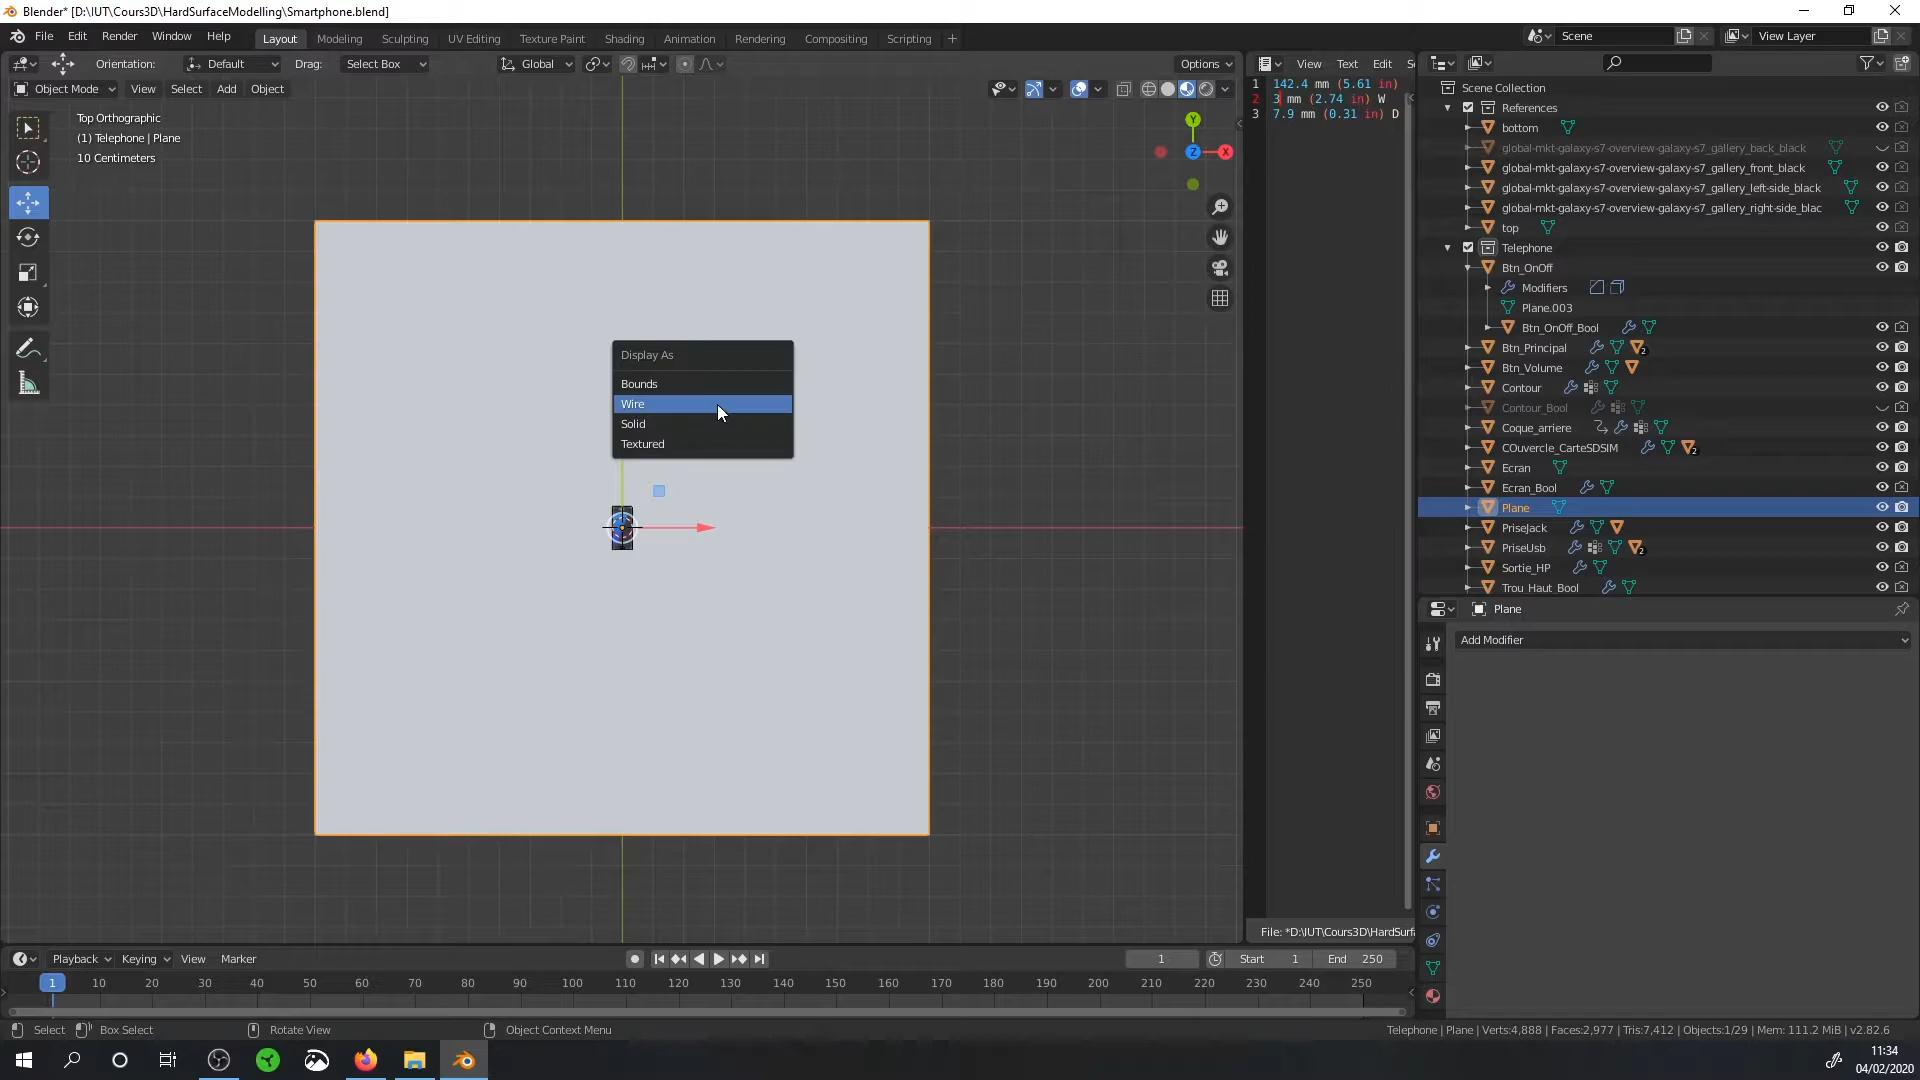 Blender* [D:\IUT\Cours3D\HardSurfaceModelling\Smartphone.blend]
File Edit Render Window Help Layout Modeling Sculpting UV Editing Texture Paint Shading Animation Rendering Compositing Scripting + Scene View Layer
Orientation: Default Drag: Select Box Global Options View Text Edit
Object Mode View Select Add Object
1 142.4 mm (5.61 in)
2 3 mm (2.74 in) W
3 7.9 mm (0.31 in) D
Top Orthographic
(1) Telephone | Plane
10 Centimeters
Y
Z X
Display As
Bounds
Wire
Solid
Textured
Scene Collection
References
bottom
global-mkt-galaxy-s7-overview-galaxy-s7_gallery_back_black
global-mkt-galaxy-s7-overview-galaxy-s7_gallery_front_black
global-mkt-galaxy-s7-overview-galaxy-s7_gallery_left-side_black
global-mkt-galaxy-s7-overview-galaxy-s7_gallery_right-side_blac
top
Telephone
Btn_OnOff
Modifiers
Plane.003
Btn_OnOff_Bool
Btn_Principal 2
Btn_Volume
Contour
Contour_Bool
Coque_arriere
COuvercle_CarteSDSIM 2
Ecran
Ecran_Bool
Plane
PriseJack
PriseUsb 2
Sortie_HP
Trou_Haut_Bool
Plane
Add Modifier
File: *D:\IUT\Cours3D\HardSurfa
Playback Keying View Marker 1 Start 1 End 250
1 10 20 30 40 50 60 70 80 90 100 110 120 130 140 150 160 170 180 190 200 210 220 230 240 250
Select Box Select Rotate View Object Context Menu Telephone | Plane | Verts:4,888 | Faces:2,977 | Tris:7,412 | Objects:1/29 | Mem: 111.2 MiB | v2.82.6
11:34
04/02/2020